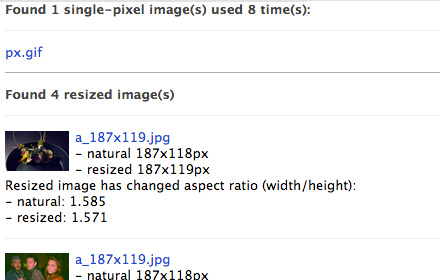 Found 1 single-pixel image(s) used 8 time(s):
px.gif
Found 4 resized image(s)
a_187x119.jpg
- natural 187x118px
- resized 187x119px
Resized image has changed aspect ratio (width/height):
- natural: 1.585
- resized: 1.571
a_187x119.jpg
- natural 187x118px